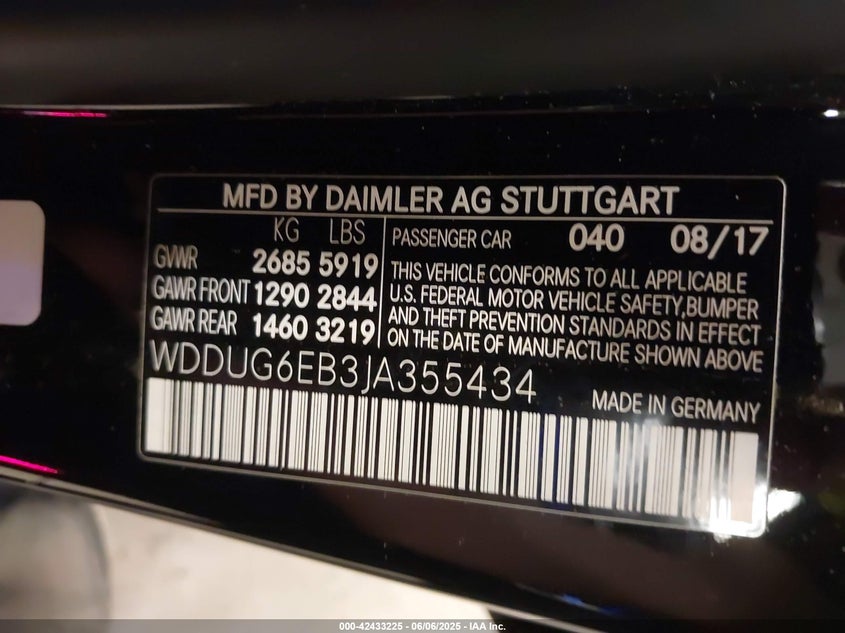 MFD BY DAIMLER AG STUTTGART
KG LBS
GVWR 2685 5919
GAWR FRONT 1290 2844
GAWR REAR 1460 3219
PASSENGER CAR 040 08/17
THIS VEHICLE CONFORMS TO ALL APPLICABLE
U.S. FEDERAL MOTOR VEHICLE SAFETY,BUMPER
AND THEFT PREVENTION STANDARDS IN EFFECT
ON THE DATE OF MANUFACTURE SHOWN ABOVE
WDDUG6EB3JA355434
MADE IN GERMANY
000-42433225 - 06/06/2025 - IAA Inc.